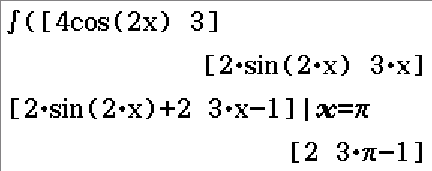 ∫([4cos(2x) 3]
[2·sin(2·x) 3·x]
[2·sin(2·x)+2 3·x−1]|x=π
[2 3·π−1]